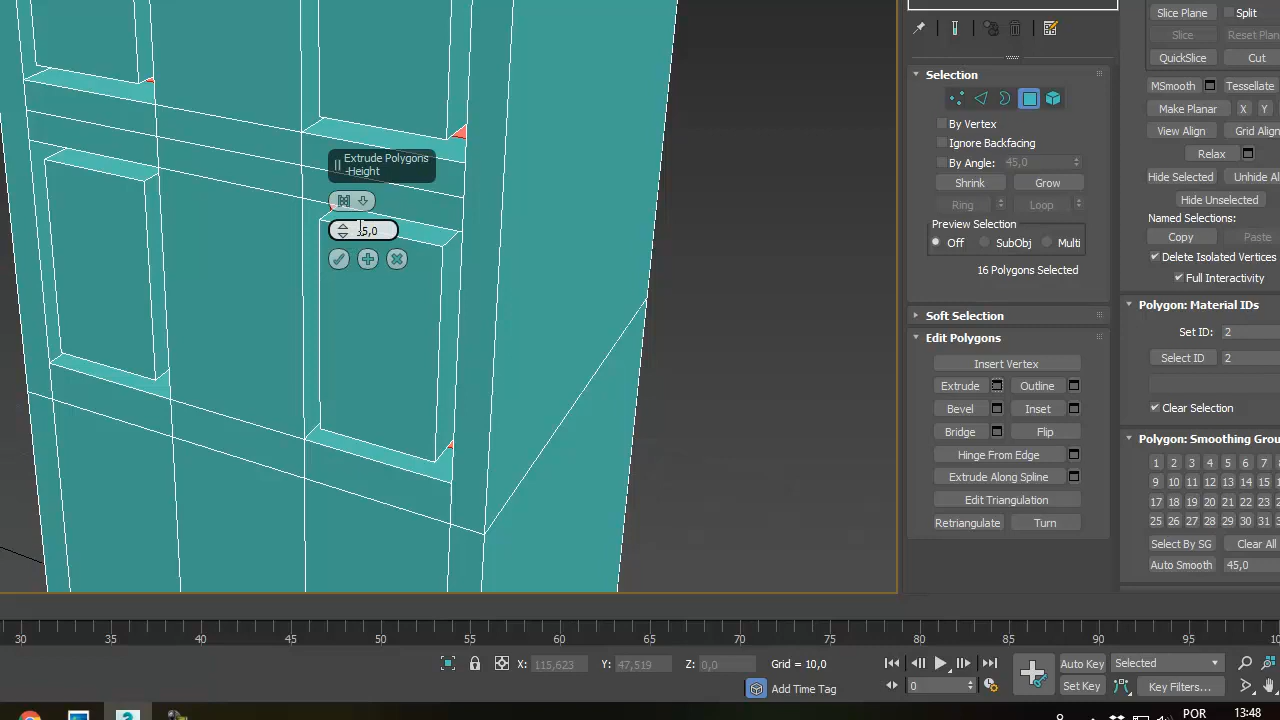 Slice Plane
Split
Slice
Reset Plan
QuickSlice
Cut
Selection
MSmooth
Tessellate
Make Planar
X
Y
By Vertex
View Align
Grid Align
Ignore Backfacing
By Angle:
45,0
Relax
Extrude Polygons
-Height
Shrink
Grow
Hide Selected
Unhide Al
Ring
Loop
Hide Unselected
Preview Selection
Named Selections:
5,0
Off
SubObj
Multi
Copy
Paste
Delete Isolated Vertices
16 Polygons Selected
Full Interactivity
Soft Selection
Polygon: Material IDs
Edit Polygons
Set ID:
2
Insert Vertex
Select ID
2
Extrude
Outline
Bevel
Inset
Clear Selection
Bridge
Flip
Polygon: Smoothing Grou
Hinge From Edge
1 2 3 4 5 6 7
Extrude Along Spline
9 10 11 12 13 14 15
Edit Triangulation
17 18 19 20 21 22 23
Retriangulate
Turn
25 26 27 28 29 30 31
Select By SG
Clear All
Auto Smooth
45,0
30 35 40 45 50 55 60 65 70 75 80 85 90 95 10
X:
115,623
Y:
47,519
Z:
0,0
Grid = 10,0
Auto Key
Selected
Add Time Tag
0
Set Key
Key Filters...
POR
13:48